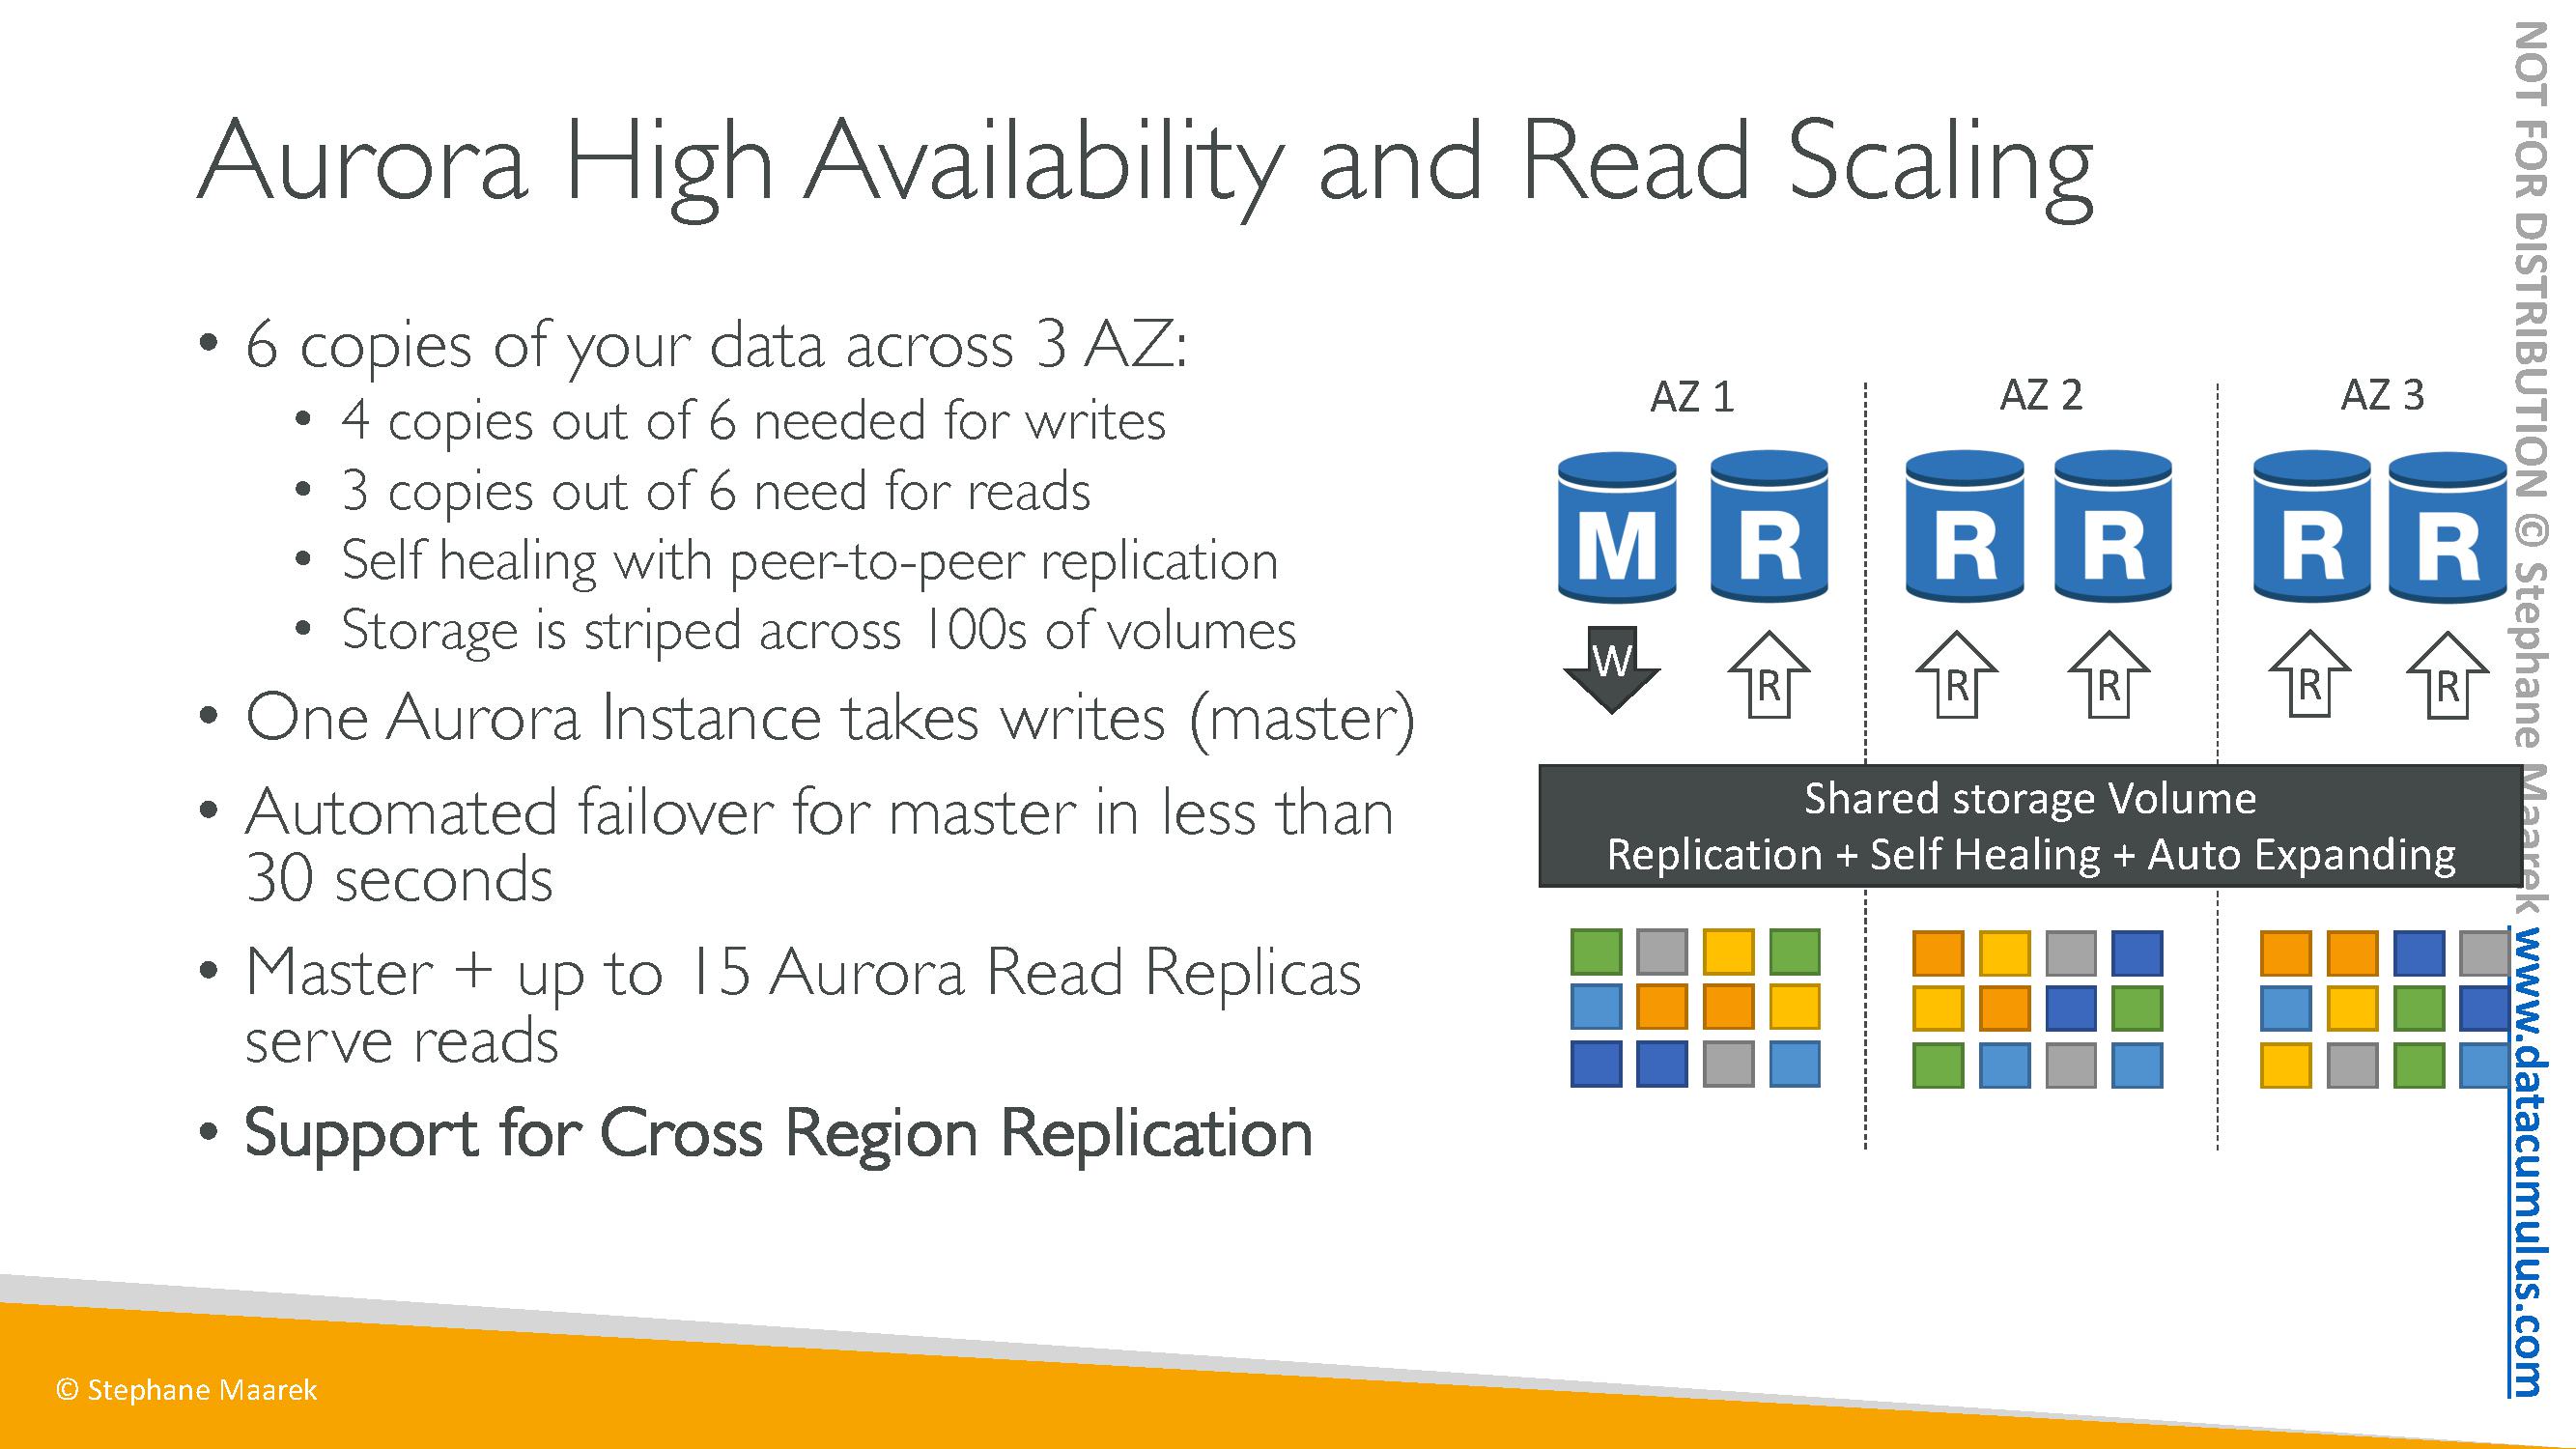 Aurora High Availability and Read Scaling
• 6 copies of your data across 3 AZ:
• 4 copies out of 6 needed for writes
• 3 copies out of 6 need for reads
• Self healing with peer-to-peer replication
• Storage is striped across 100s of volumes
• One Aurora Instance takes writes (master)
• Automated failover for master in less than
30 seconds
• Master + up to 15 Aurora Read Replicas
serve reads
• Support for Cross Region Replication
AZ 1
AZ 2
AZ 3
M R R R R R
W R R R R R
Shared storage Volume
Replication + Self Healing + Auto Expanding
© Stephane Maarek
NOT FOR DISTRIBUTION © Stephane Maarek www.datacumulus.com